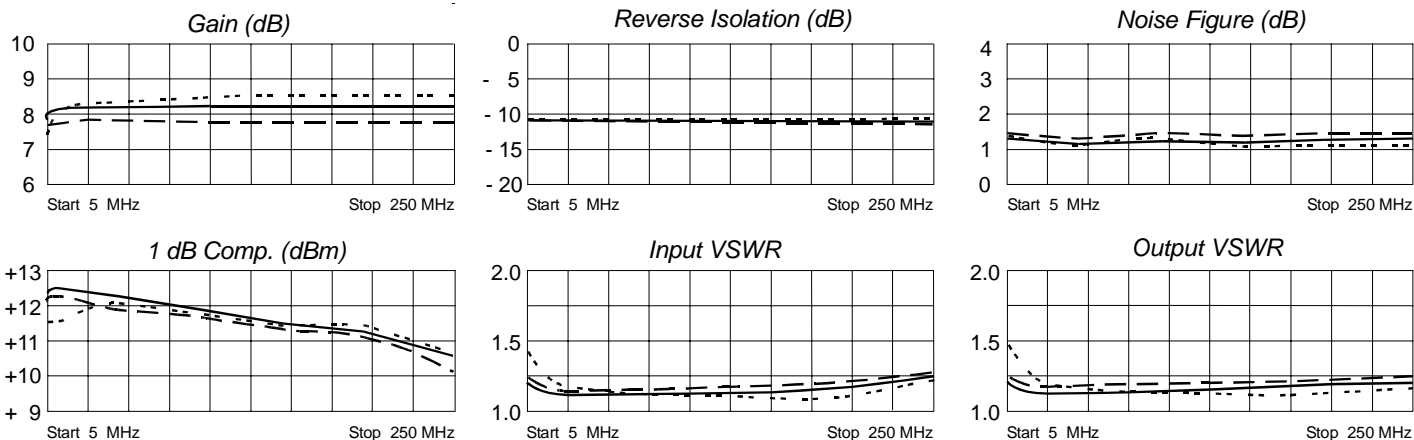 Gain (dB)
10
9
8
7
6
Start 5 MHz
Stop 250 MHz
Reverse Isolation (dB)
0
- 5
- 10
- 15
- 20
Start 5 MHz
Stop 250 MHz
Noise Figure (dB)
4
3
2
1
0
Start 5 MHz
Stop 250 MHz
1 dB Comp. (dBm)
+13
+12
+11
+10
+ 9
Start 5 MHz
Stop 250 MHz
Input VSWR
2.0
1.5
1.0
Start 5 MHz
Stop 250 MHz
Output VSWR
2.0
1.5
1.0
Start 5 MHz
Stop 250 MHz